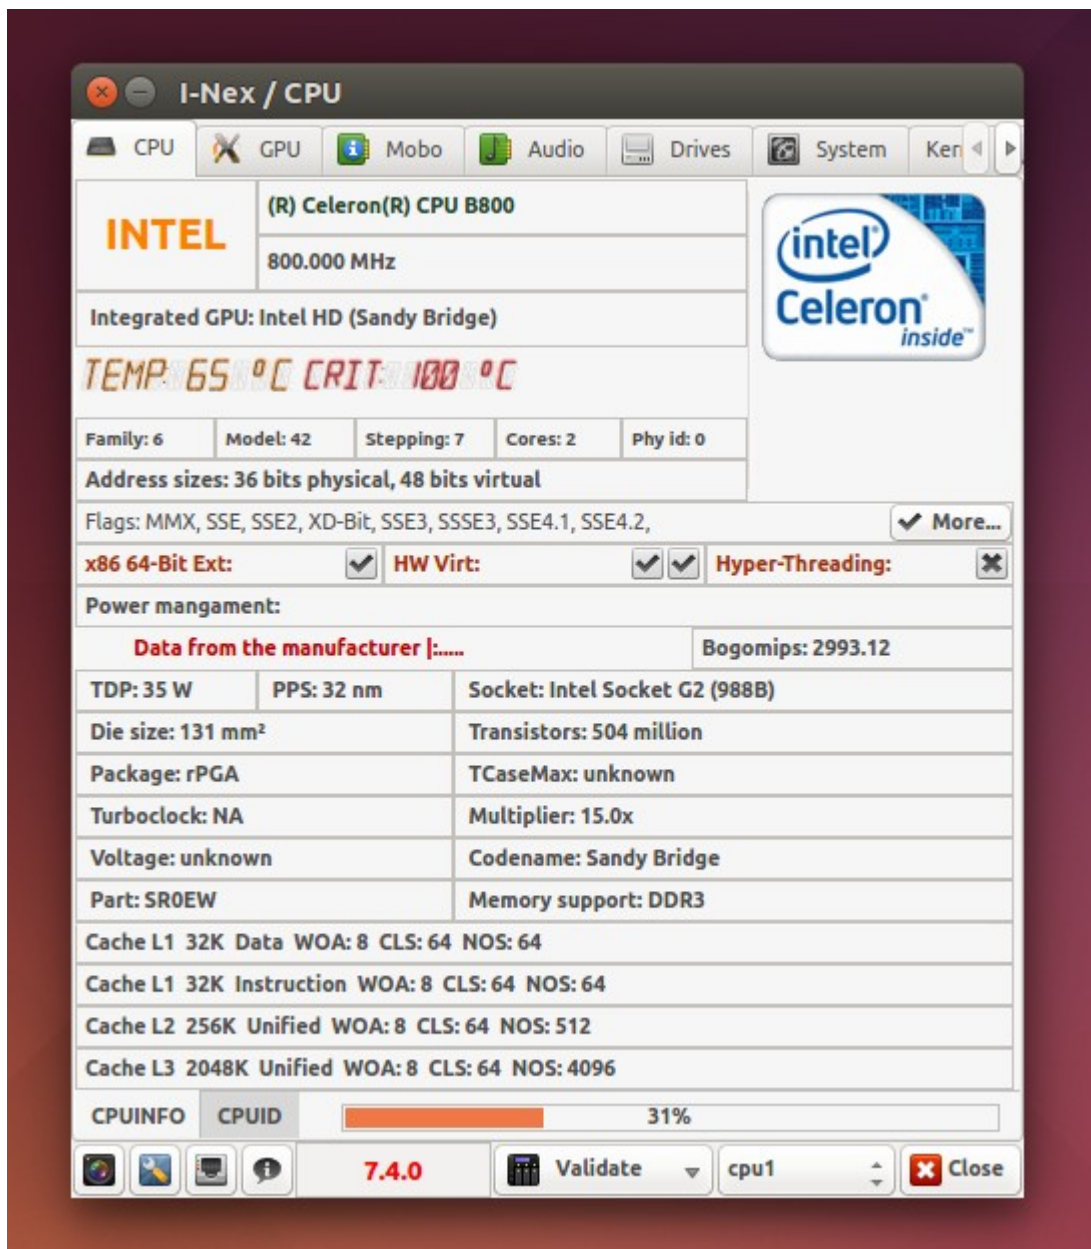 I-Nex / CPU
CPU GPU Mobo Audio Drives System Ker
INTEL
(R) Celeron(R) CPU B800
800.000 MHz
intel
Celeron®
inside™
Integrated GPU: Intel HD (Sandy Bridge)
TEMP: 65 ºC CRIT: 100 ºC
Family: 6 Model: 42 Stepping: 7 Cores: 2 Phy id: 0
Address sizes: 36 bits physical, 48 bits virtual
Flags: MMX, SSE, SSE2, XD-Bit, SSE3, SSSE3, SSE4.1, SSE4.2, More...
x86 64-Bit Ext: HW Virt: Hyper-Threading:
Power mangament:
Data from the manufacturer |:..... Bogomips: 2993.12
TDP: 35 W PPS: 32 nm Socket: Intel Socket G2 (988B)
Die size: 131 mm² Transistors: 504 million
Package: rPGA TCaseMax: unknown
Turboclock: NA Multiplier: 15.0x
Voltage: unknown Codename: Sandy Bridge
Part: SR0EW Memory support: DDR3
Cache L1 32K Data WOA: 8 CLS: 64 NOS: 64
Cache L1 32K Instruction WOA: 8 CLS: 64 NOS: 64
Cache L2 256K Unified WOA: 8 CLS: 64 NOS: 512
Cache L3 2048K Unified WOA: 8 CLS: 64 NOS: 4096
CPUINFO CPUID 31%
7.4.0 Validate cpu1 Close